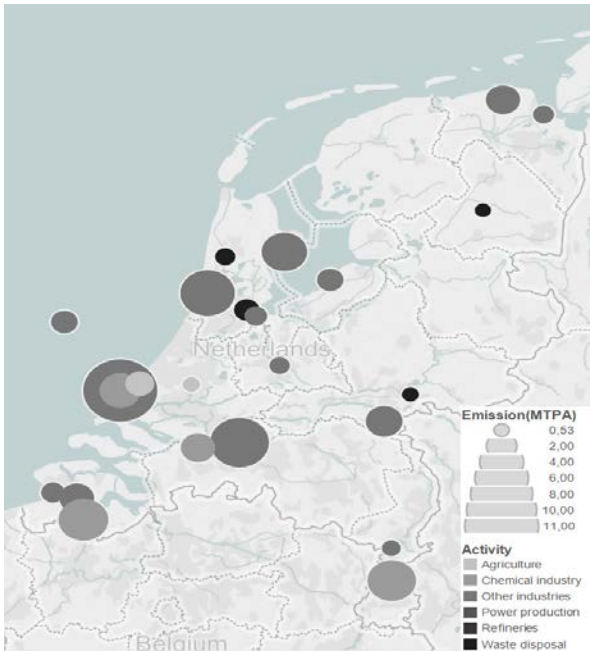 Netherlands
Emission(MTPA)
0,53
2,00
4,00
6,00
8,00
10,00
11,00
Activity
Agriculture
Chemical industry
Other industries
Power production
Refineries
Waste disposal
Belgium